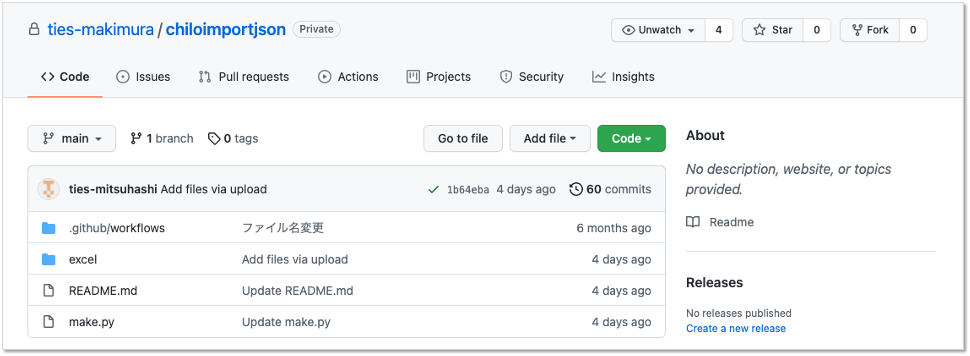 ties-makimura / chiloimportjson Private Unwatch 4 Star 0 Fork 0
Code Issues Pull requests Actions Projects Security Insights
main 1 branch 0 tags Go to file Add file Code
ties-mitsuhashi Add files via upload 1b64eba 4 days ago 60 commits
.github/workflows ファイル名変更 6 months ago
excel Add files via upload 4 days ago
README.md Update README.md 4 days ago
make.py Update make.py 4 days ago
About
No description, website, or topics
provided.
Readme
Releases
No releases published
Create a new release